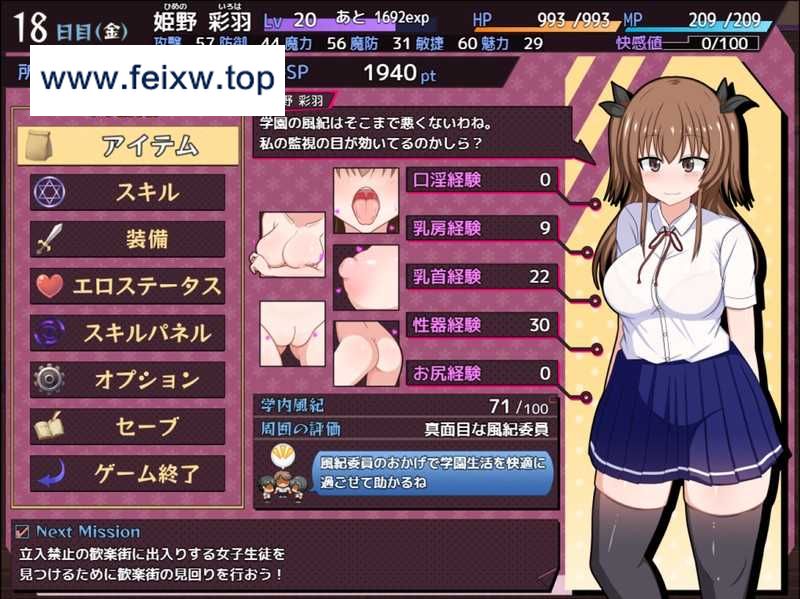 18日目(金)
ひめの いろは
姫野 彩羽
Lv 20 あと 1692exp
HP 993/993
MP 209/209
攻撃 57 防御 44 魔力 56 魔防 31 敏捷 60 魅力 29
快感値 0/100
所
www.feixw.top
SP 1940 pt
野 彩羽
学園の風紀はそこまで悪くないわね。
私の監視の目が効いてるのかしら？
アイテム
スキル
装備
エロステータス
スキルパネル
オプション
セーブ
ゲーム終了
口淫経験 0
乳房経験 9
乳首経験 22
性器経験 30
お尻経験 0
学内風紀 71/100
周囲の評価 真面目な風紀委員
風紀委員のおかげで学園生活を快適に
過ごせて助かるね
Next Mission
立入禁止の歓楽街に出入りする女子生徒を
見つけるために歓楽街の見回りを行おう！